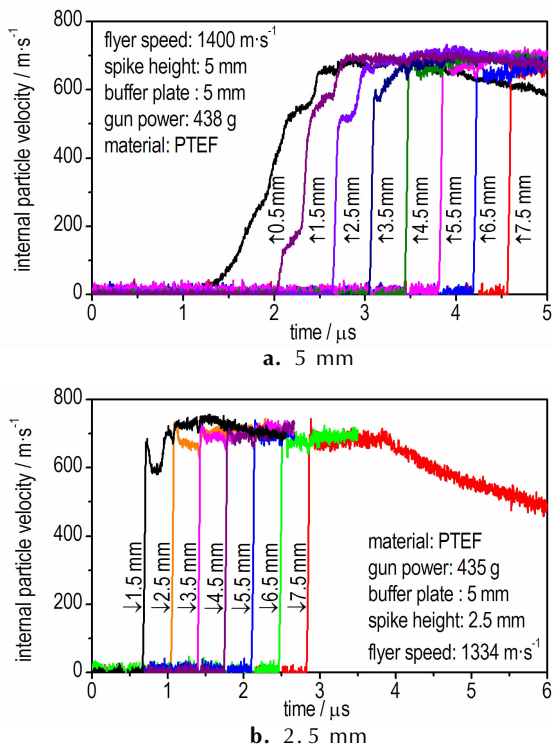 800
600
400
200
0
internal particle velocity / m·s⁻¹
flyer speed: 1400 m·s⁻¹
spike height: 5 mm
buffer plate : 5 mm
gun power: 438 g
material: PTEF
↑0.5 mm
↑1.5 mm
↑2.5 mm
↑3.5 mm
↑4.5 mm
↑5.5 mm
↑6.5 mm
↑7.5 mm
0 1 2 3 4 5
time / μs
a. 5 mm
800
600
400
200
0
internal particle velocity / m·s⁻¹
↓1.5 mm
↓2.5 mm
↓3.5 mm
↓4.5 mm
↓5.5 mm
↓6.5 mm
↓7.5 mm
material: PTEF
gun power: 435 g
buffer plate : 5 mm
spike height: 2.5 mm
flyer speed: 1334 m·s⁻¹
0 1 2 3 4 5 6
time / μs
b. 2.5 mm